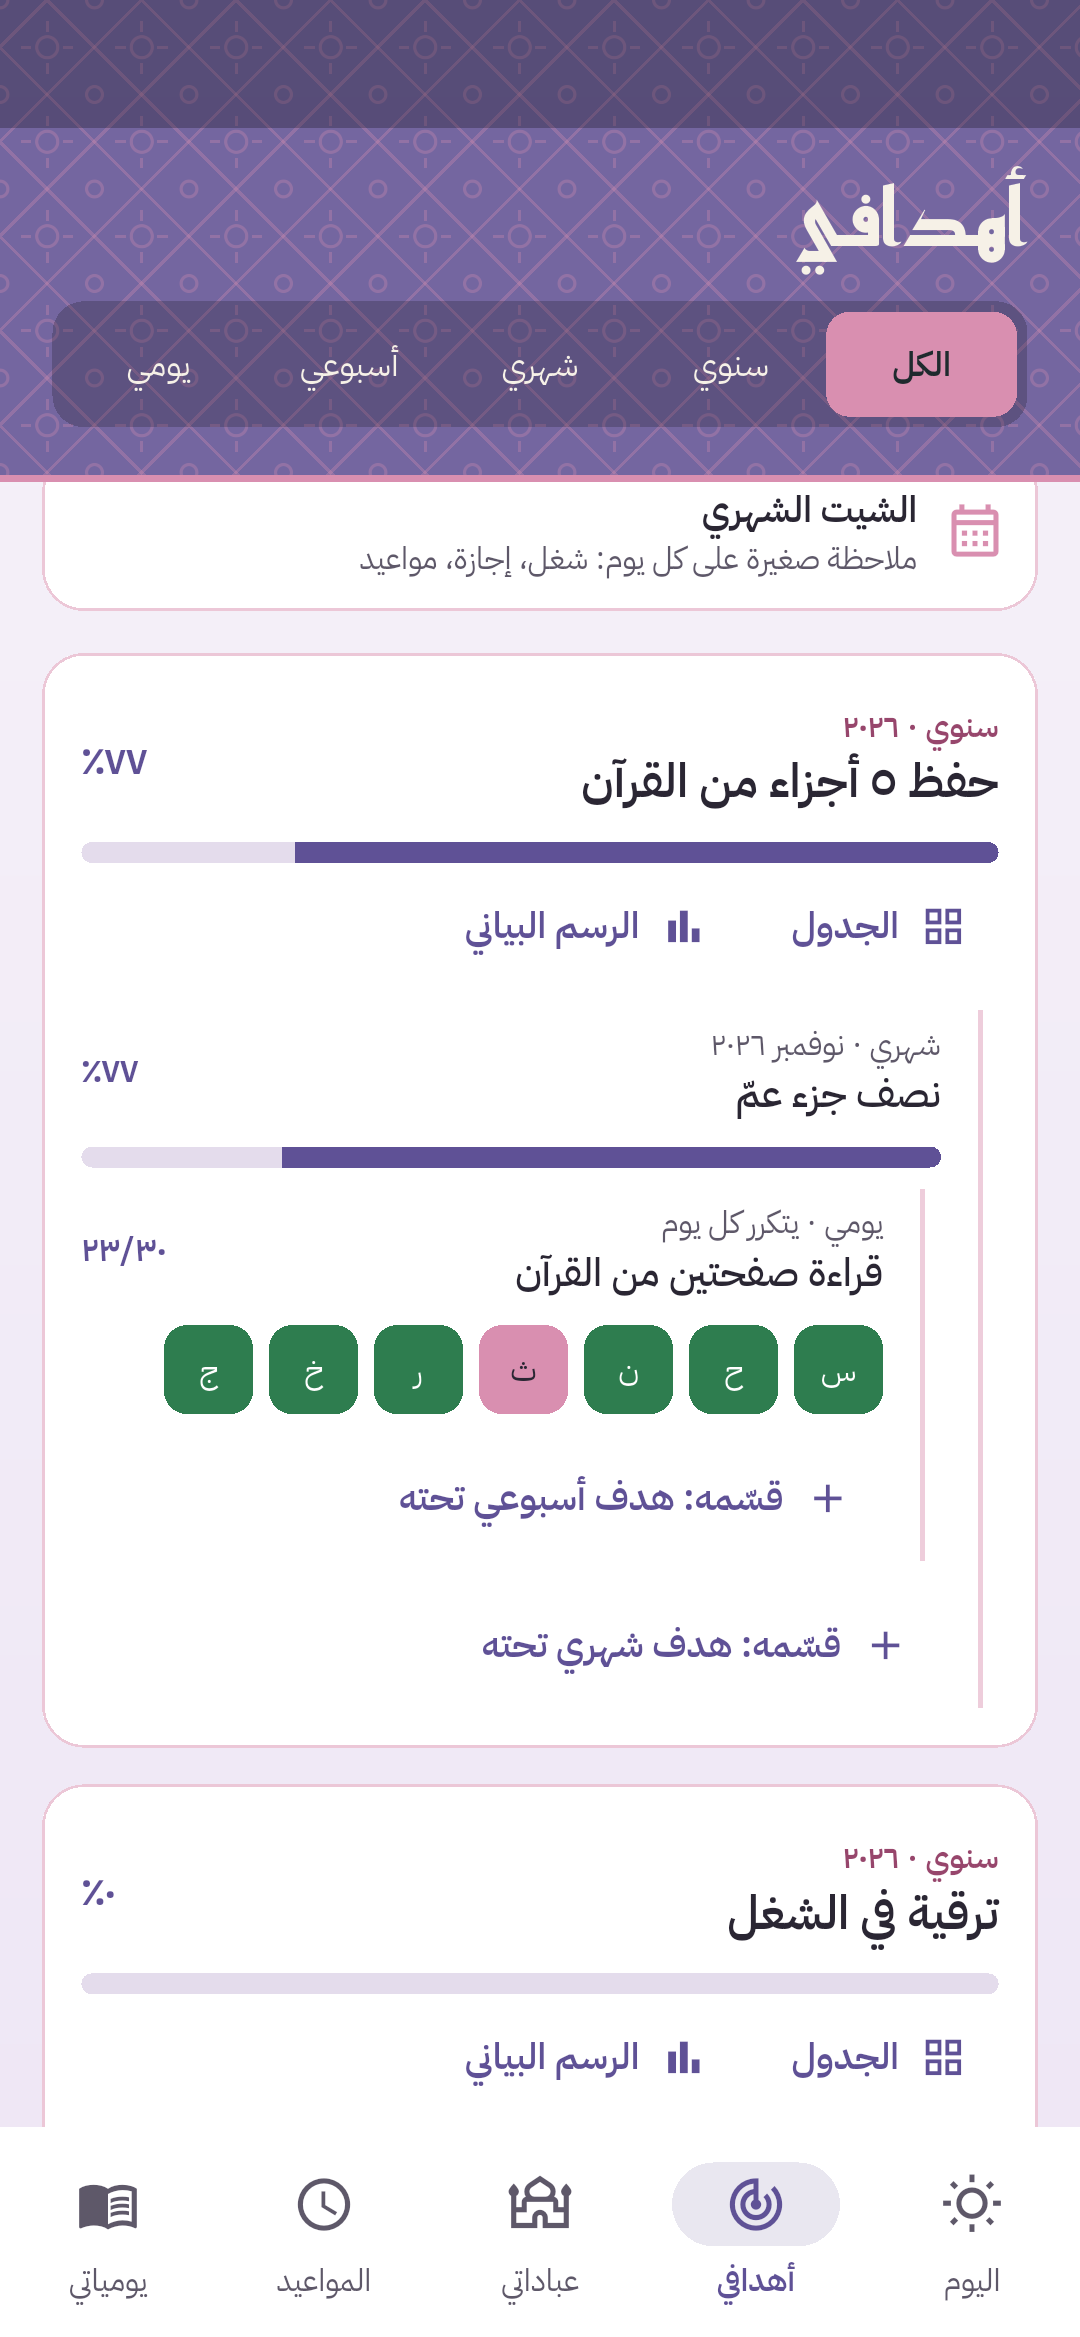 أهدافي
الكل
سنوي
شهري
أسبوعي
يومي
الشيت الشهري
ملاحظة صغيرة على كل يوم: شغل، إجازة، مواعيد
سنوي · ٢٠٢٦
حفظ ٥ أجزاء من القرآن
٧٧٪
الجدول
الرسم البياني
شهري · نوفمبر ٢٠٢٦
نصف جزء عمّ
٧٧٪
يومي · يتكرر كل يوم
قراءة صفحتين من القرآن
٢٣/٣٠
س ح ن ث ر خ ج
+ قسّمه: هدف أسبوعي تحته
+ قسّمه: هدف شهري تحته
سنوي · ٢٠٢٦
ترقية في الشغل
٠٪
الجدول
الرسم البياني
اليوم
أهدافي
عباداتي
المواعيد
يومياتي